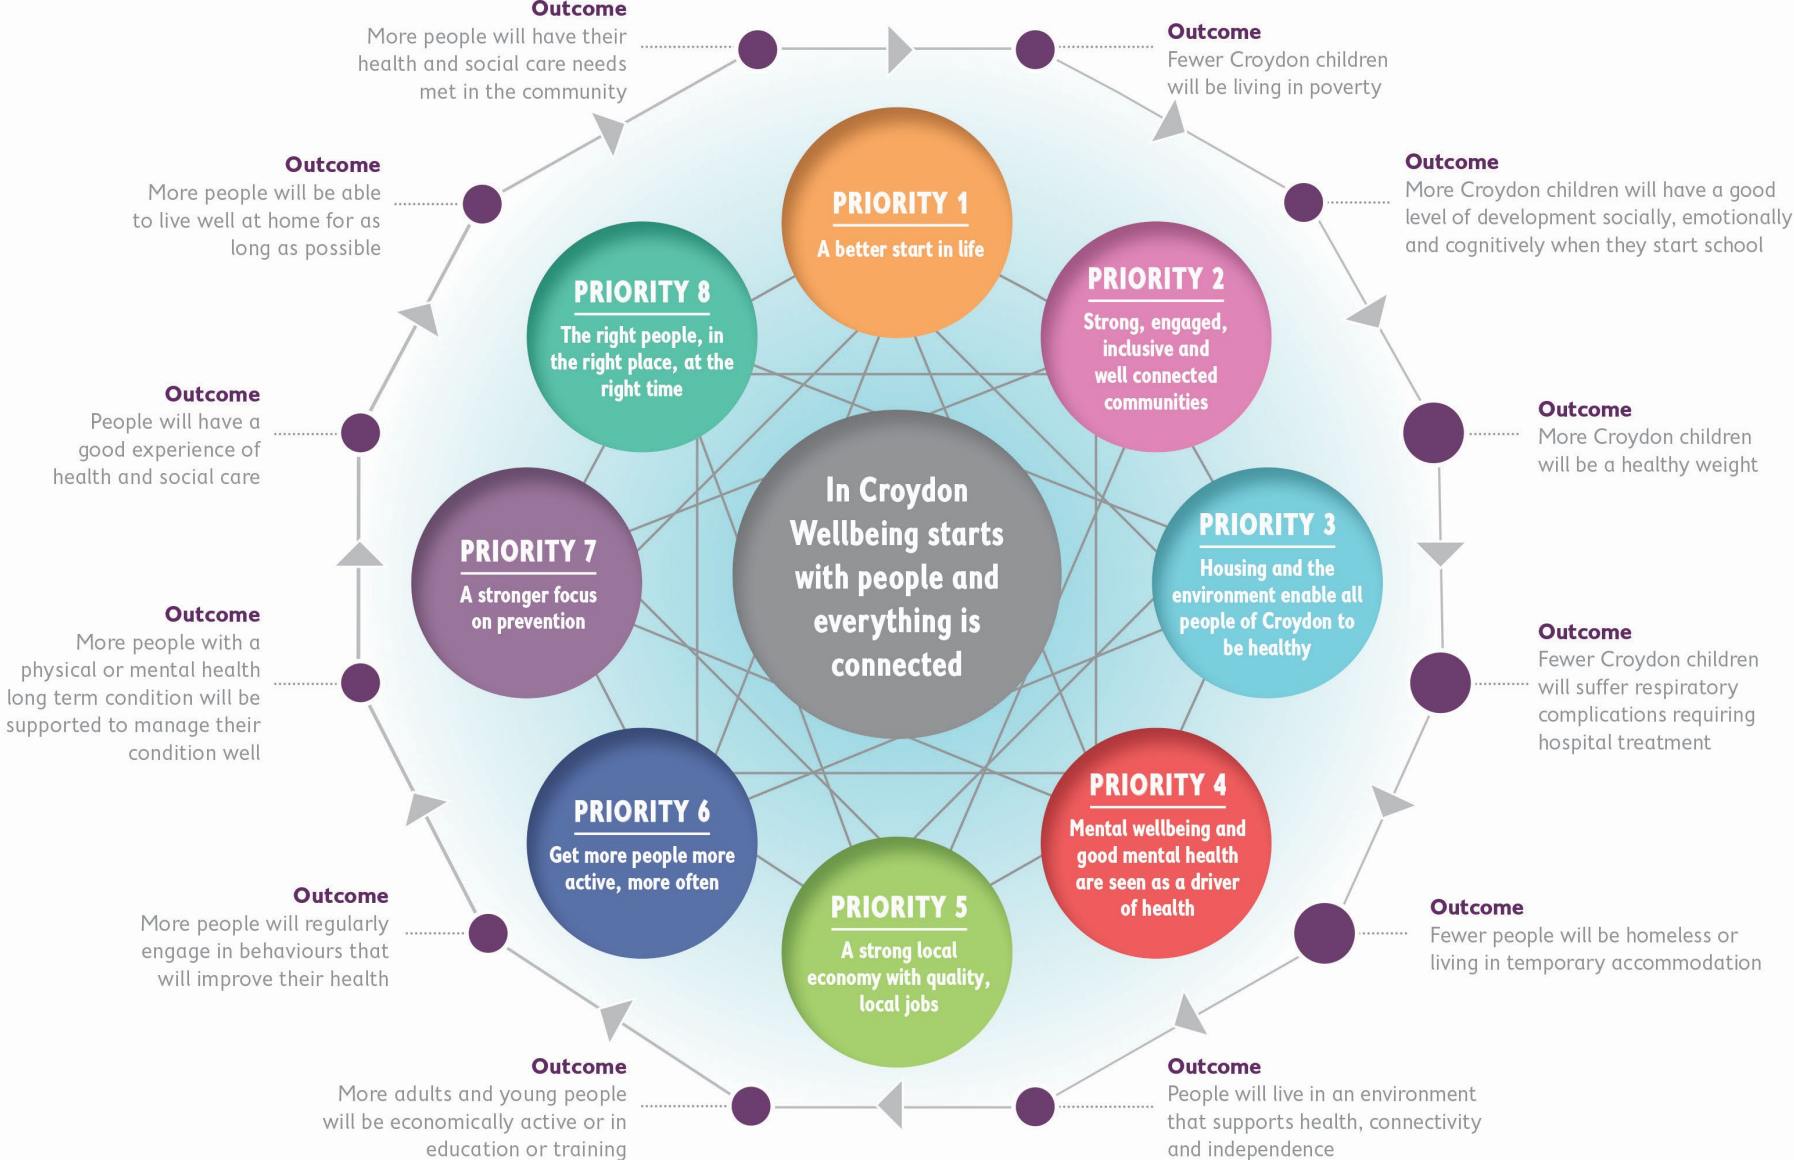 Outcome
More people will have their
health and social care needs
met in the community
Outcome
Fewer Croydon children
will be living in poverty
Outcome
More Croydon children will have a good
level of development socially, emotionally
and cognitively when they start school
Outcome
More Croydon children
will be a healthy weight
Outcome
Fewer Croydon children
will suffer respiratory
complications requiring
hospital treatment
Outcome
Fewer people will be homeless or
living in temporary accommodation
Outcome
People will live in an environment
that supports health, connectivity
and independence
Outcome
More adults and young people
will be economically active or in
education or training
Outcome
More people will regularly
engage in behaviours that
will improve their health
Outcome
More people with a
physical or mental health
long term condition will be
supported to manage their
condition well
Outcome
People will have a
good experience of
health and social care
Outcome
More people will be able
to live well at home for as
long as possible
PRIORITY 1
A better start in life
PRIORITY 2
Strong, engaged,
inclusive and
well connected
communities
PRIORITY 3
Housing and the
environment enable all
people of Croydon to
be healthy
PRIORITY 4
Mental wellbeing and
good mental health
are seen as a driver
of health
PRIORITY 5
A strong local
economy with quality,
local jobs
PRIORITY 6
Get more people more
active, more often
PRIORITY 7
A stronger focus
on prevention
PRIORITY 8
The right people, in
the right place, at the
right time
In Croydon
Wellbeing starts
with people and
everything is
connected